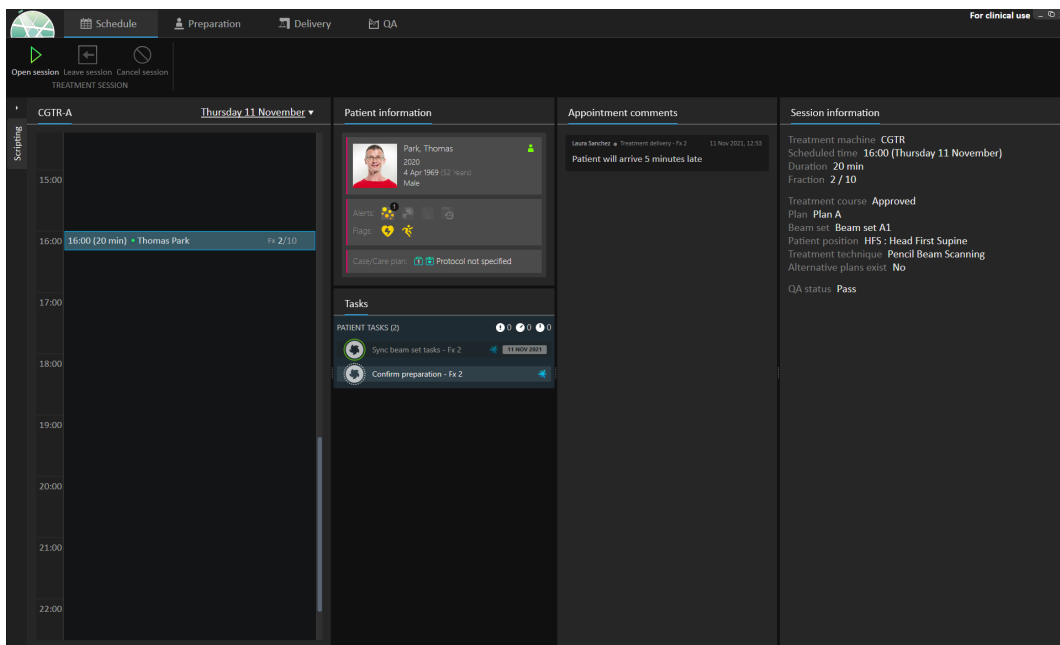 Schedule
Preparation
Delivery
QA
For clinical use
Open session
Leave session
Cancel session
TREATMENT SESSION
Scripting
CGTR-A
Thursday 11 November
15:00
16:00
16:00 (20 min) • Thomas Park
Fx 2/10
17:00
18:00
19:00
20:00
21:00
22:00
Patient information
Park, Thomas
2020
4 Apr 1969 (52 Years)
Male
Alerts:
1
Flags:
Case/Care plan:
1
Protocol not specified
Tasks
PATIENT TASKS (2)
0
0
0
Sync beam set tasks - Fx 2
11 NOV 2021
Confirm preparation - Fx 2
Appointment comments
Laura Sanchez • Treatment delivery - Fx 2
11 Nov 2021, 12:53
Patient will arrive 5 minutes late
Session information
Treatment machine CGTR
Scheduled time 16:00 (Thursday 11 November)
Duration 20 min
Fraction 2 / 10
Treatment course Approved
Plan Plan A
Beam set Beam set A1
Patient position HFS : Head First Supine
Treatment technique Pencil Beam Scanning
Alternative plans exist No
QA status Pass